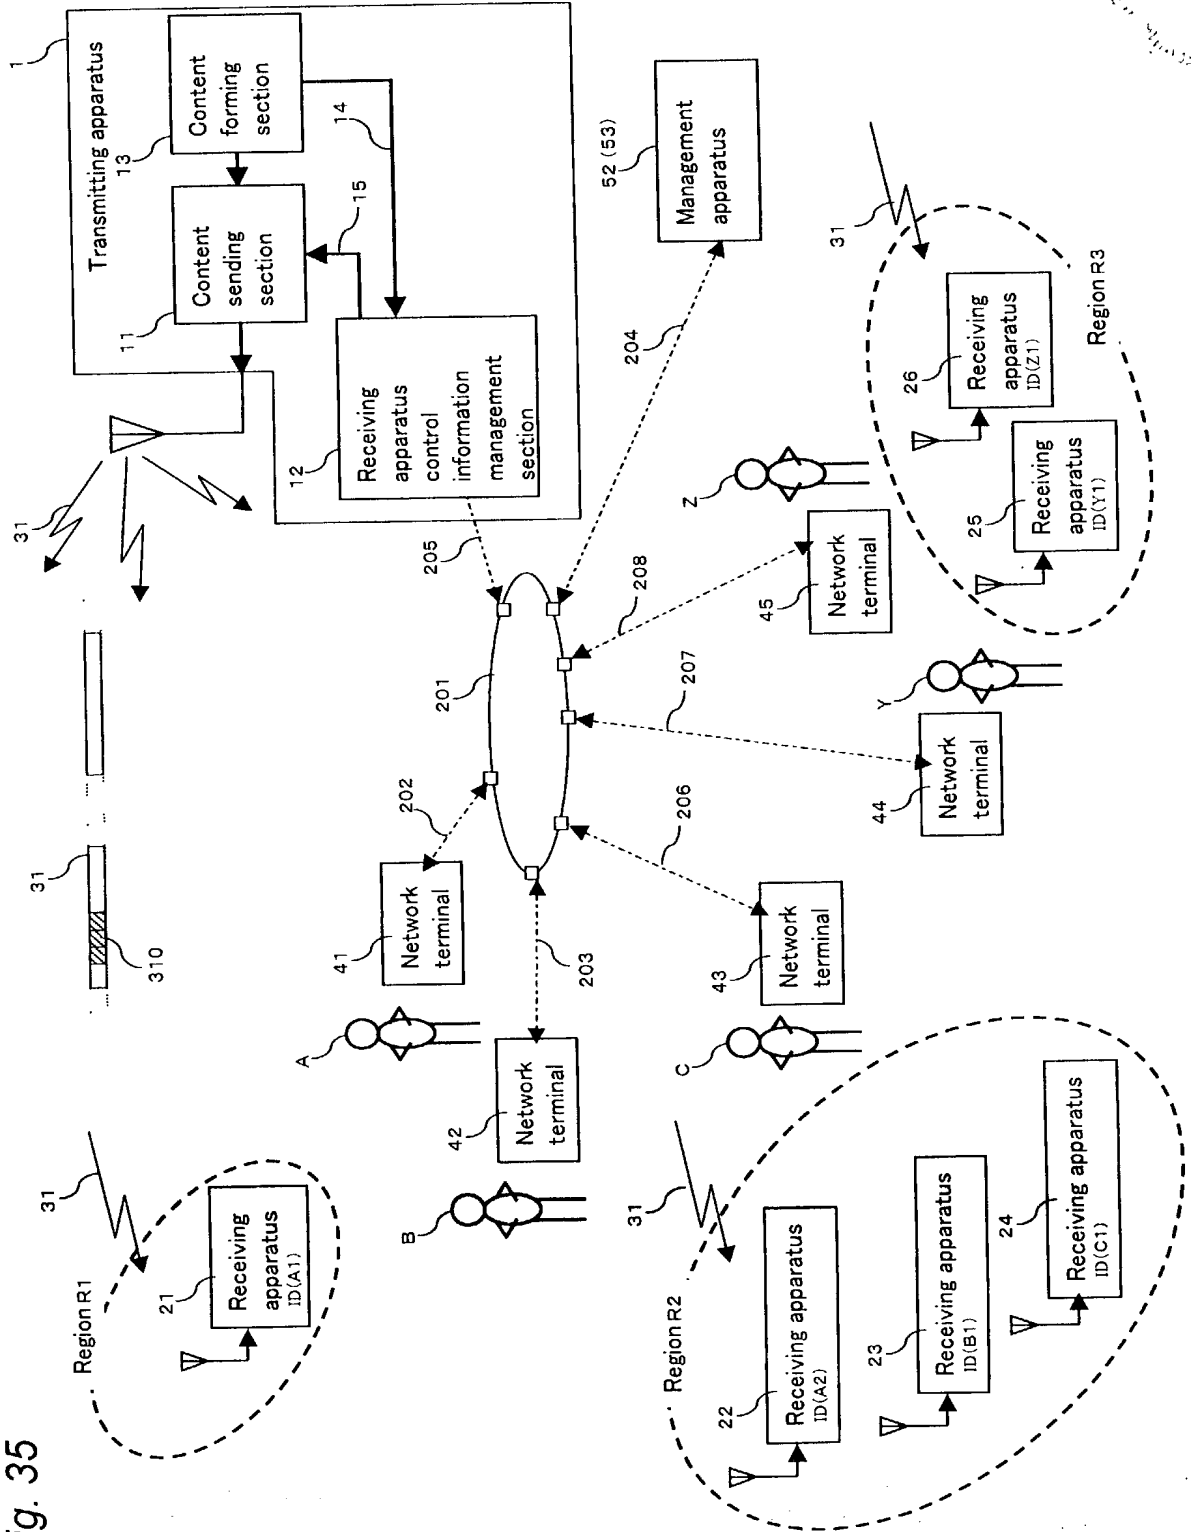 ig. 35
1
Transmitting apparatus
13
Content
forming
section
11
Content
sending
section
14
15
12
Receiving
apparatus
control
information
management
section
31
31
310
Region R1
31
21
Receiving
apparatus
ID(A1)
A
41
Network
terminal
202
201
205
B
42
Network
terminal
203
52 (53)
Management
apparatus
204
Region R2
31
22
Receiving apparatus
ID(A2)
23
Receiving apparatus
ID(B1)
24
Receiving apparatus
ID(C1)
C
43
Network
terminal
206
207
208
Y
44
Network
terminal
Z
45
Network
terminal
31
Region R3
25
Receiving
apparatus
ID(Y1)
26
Receiving
apparatus
ID(Z1)